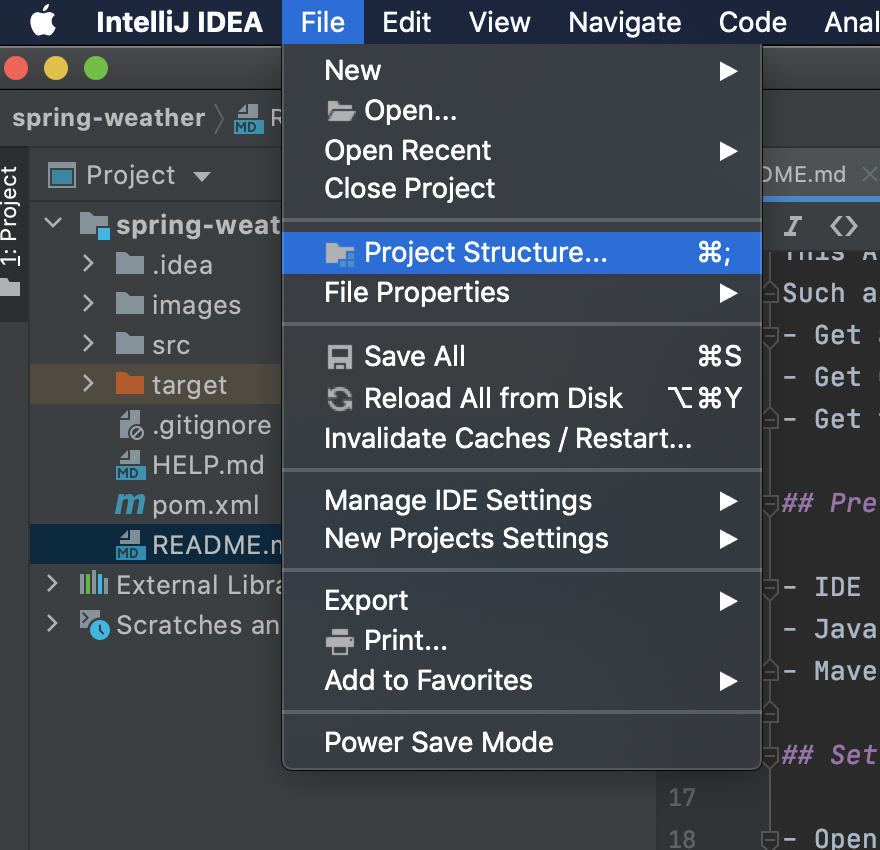 IntelliJ IDEA File Edit View Navigate Code Anal
spring-weather
MD
DME.md
1: Project
Project
spring-weat
.idea
images
src
target
.gitignore
MD HELP.md
m pom.xml
MD README.m
External Libra
Scratches an
New
Open...
Open Recent
Close Project
Project Structure... ⌘;
File Properties
Save All ⌘S
Reload All from Disk ⌥⌘Y
Invalidate Caches / Restart...
Manage IDE Settings
New Projects Settings
Export
Print...
Add to Favorites
Power Save Mode
I <>
This A
Such a
- Get
- Get
- Get
## Pre
- IDE
- Java
- Mave
## Set
17
18 - Open